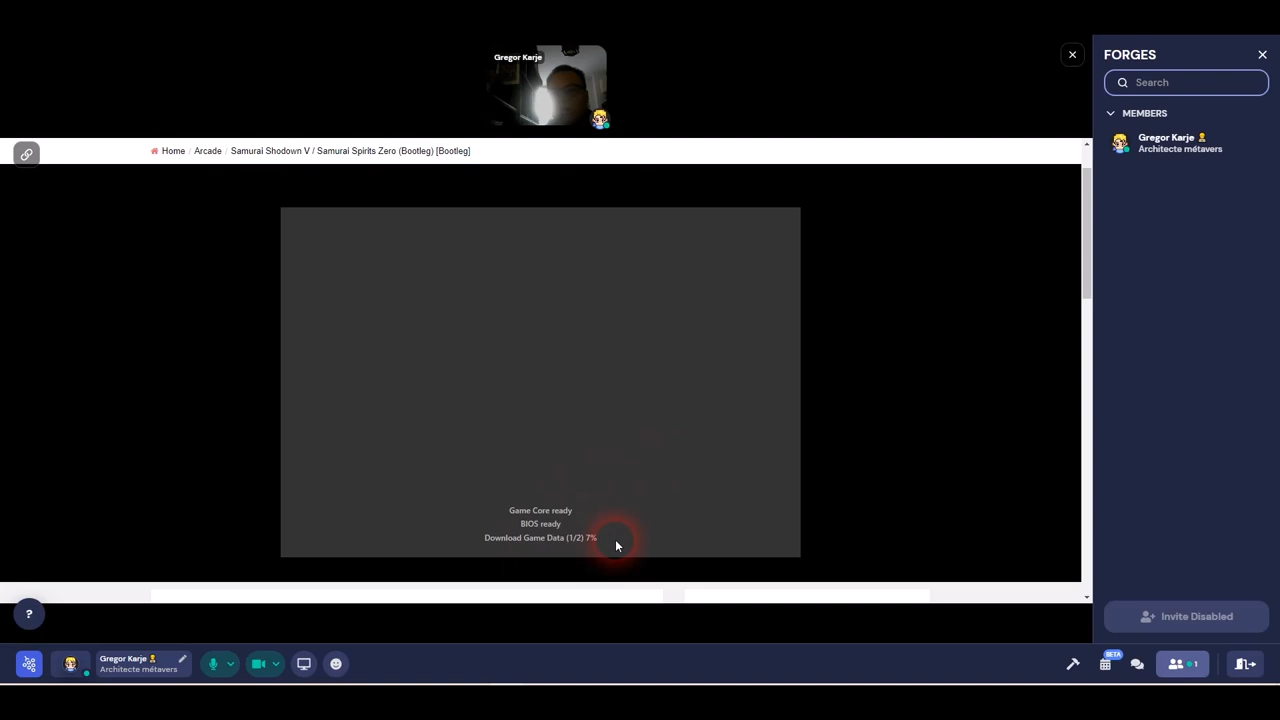 Gregor Karje
FORGES
Search
MEMBERS
Gregor Karje
Architecte métavers
Home / Arcade / Samurai Shodown V / Samurai Spirits Zero (Bootleg) [Bootleg]
Game Core ready
BIOS ready
Download Game Data (1/2) 7%
Invite Disabled
?
Gregor Karje
Architecte métavers
BETA
1